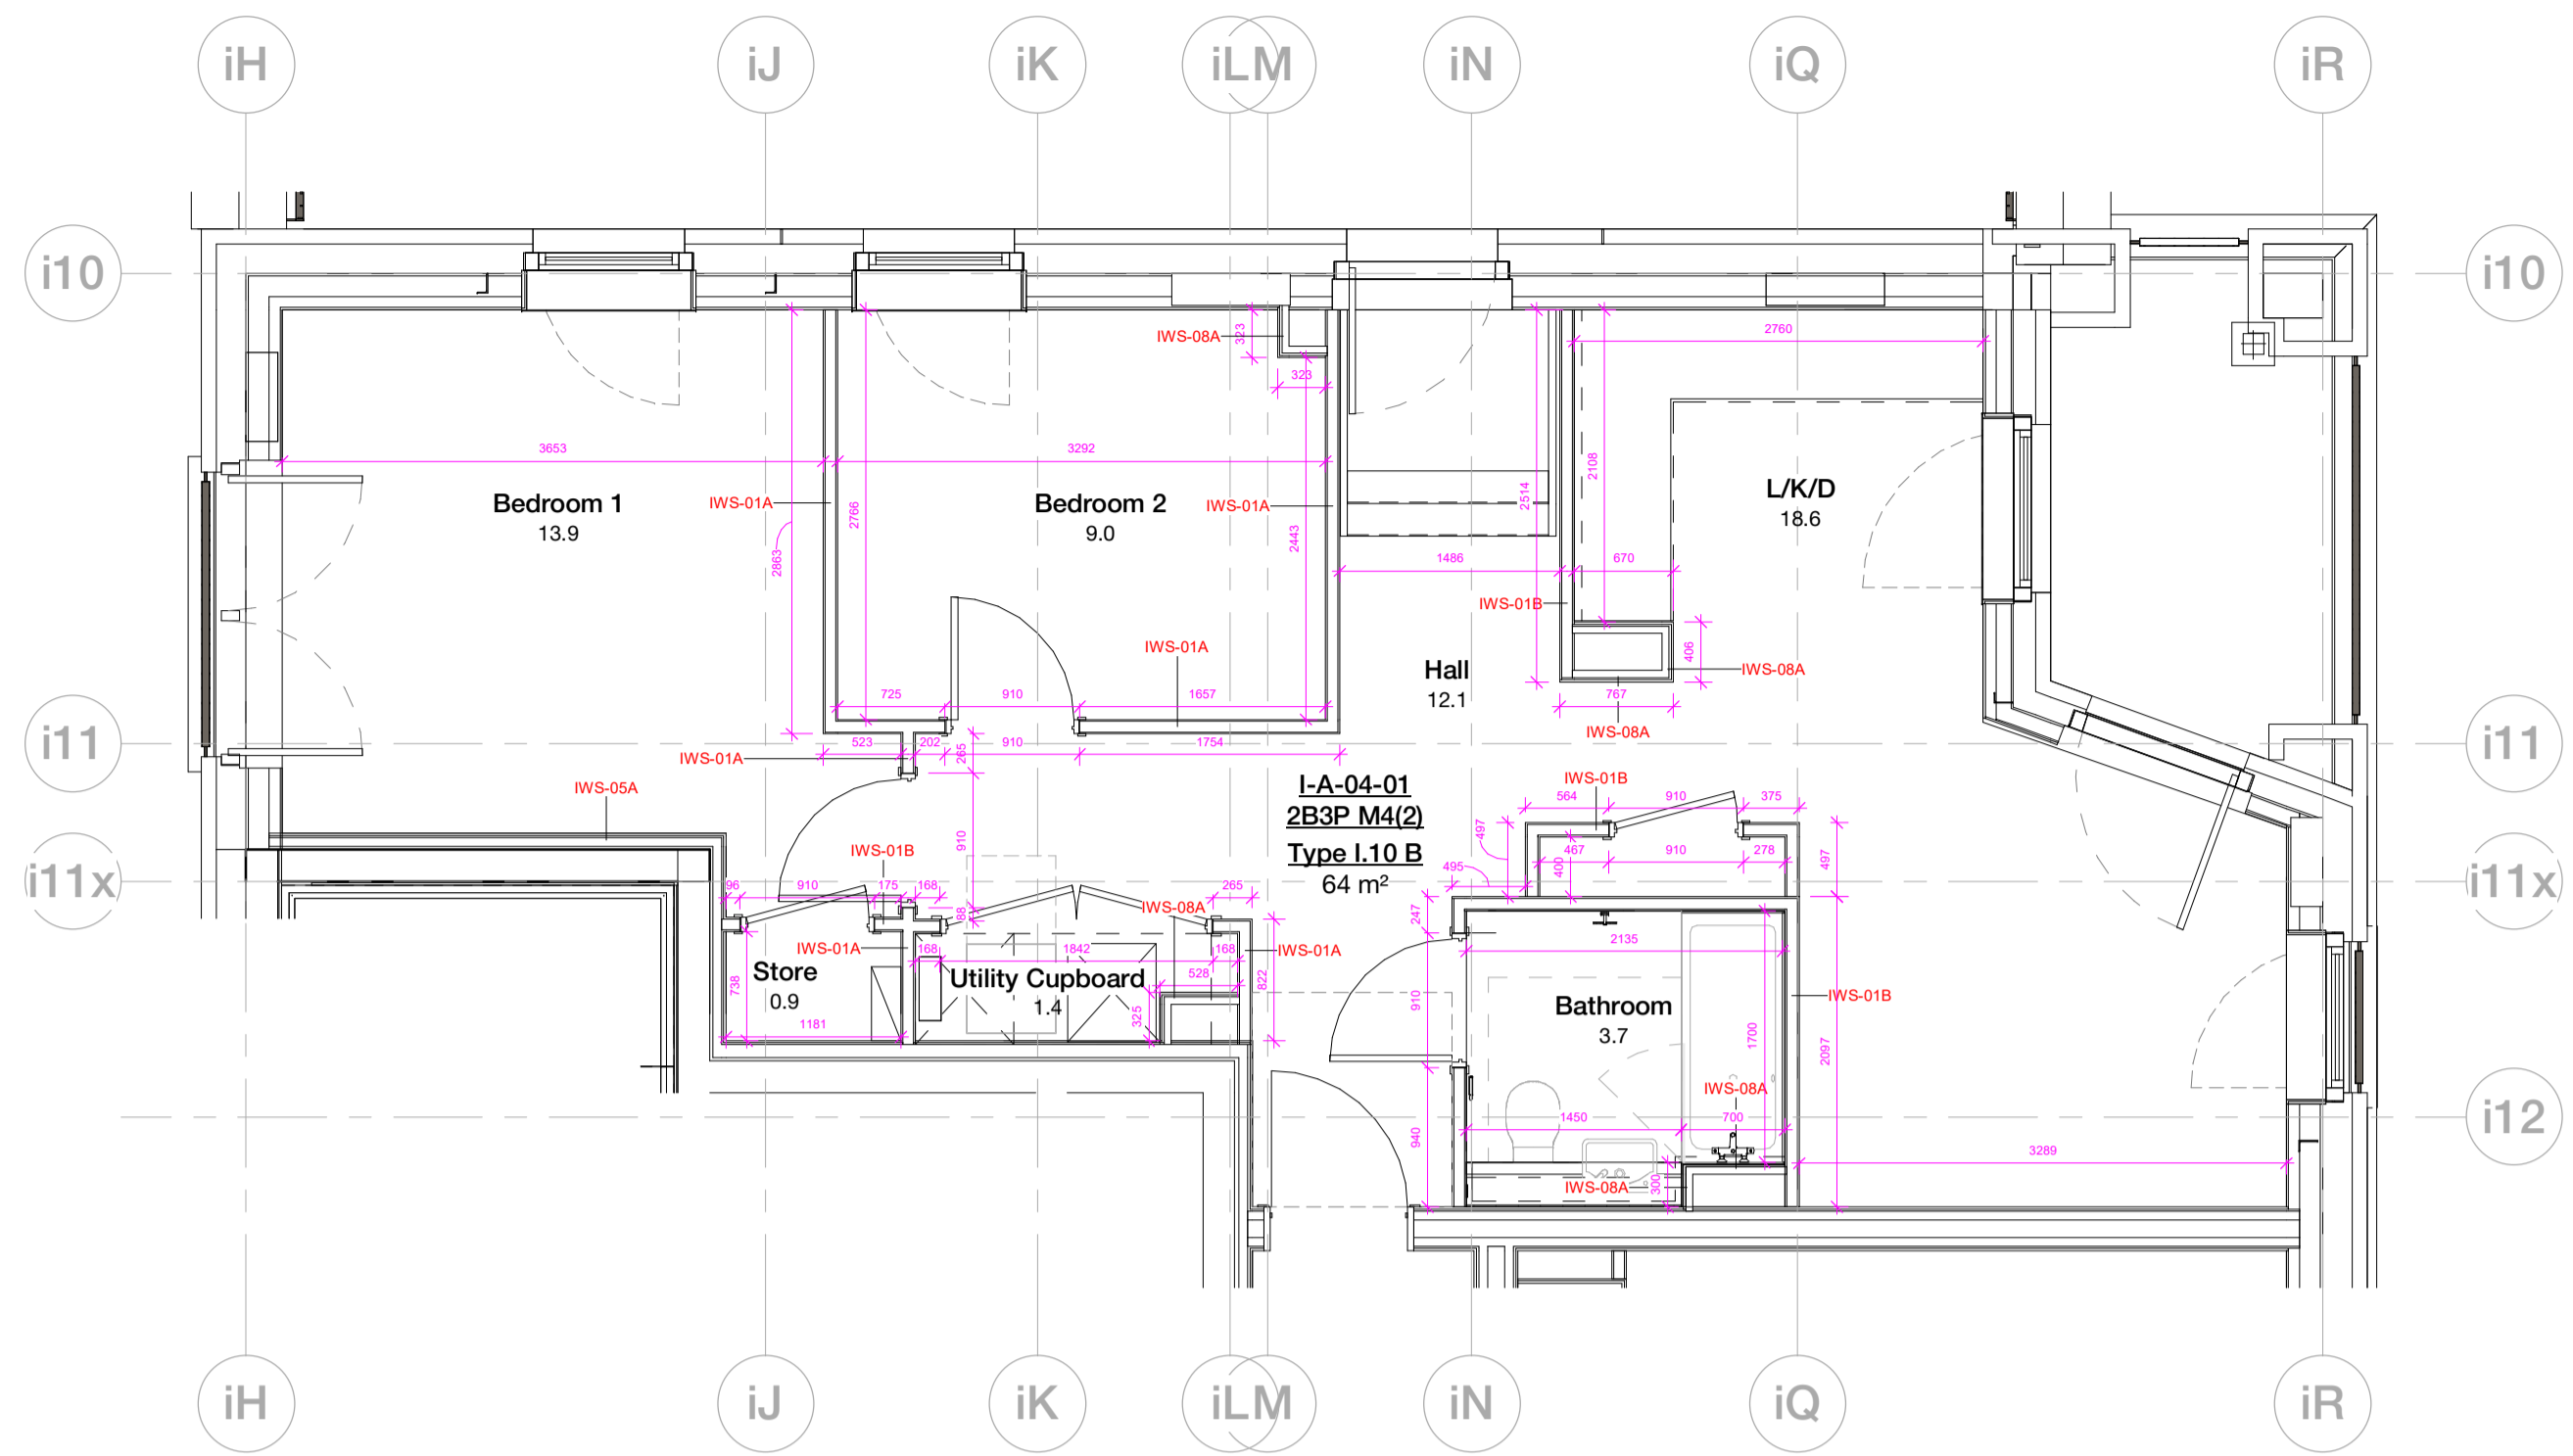 iH iJ iK iL M iN iQ iR
i10 i10
2760
IWS-08A 323
323
3653 3292
Bedroom 1 IWS-01A Bedroom 2 IWS-01A L/K/D
13.9 9.0 18.6
2863 2766 2443 2514 2108
1486 670
IWS-01B
IWS-01A 406
Hall IWS-08A
12.1
725 910 1657 767
IWS-08A
i11 i11
523 202 910 1754
265
IWS-01A
IWS-05A
I-A-04-01
2B3P M4(2)
Type I.10 B
64 m²
IWS-01B
564 910 375
497 497
467 910 278
400
495
910
IWS-01B
i11x i11x
96 910 175 168 265
88
IWS-08A
247
IWS-01A 168 1842 168 IWS-01A
2135
Store Utility Cupboard
0.9 1.4
738 528 822
325
1181
910
Bathroom
3.7
IWS-01B
1700 2097
IWS-08A
i12
1450 700
940
3289
IWS-08A 300
iH iJ iK iL M iN iQ iR